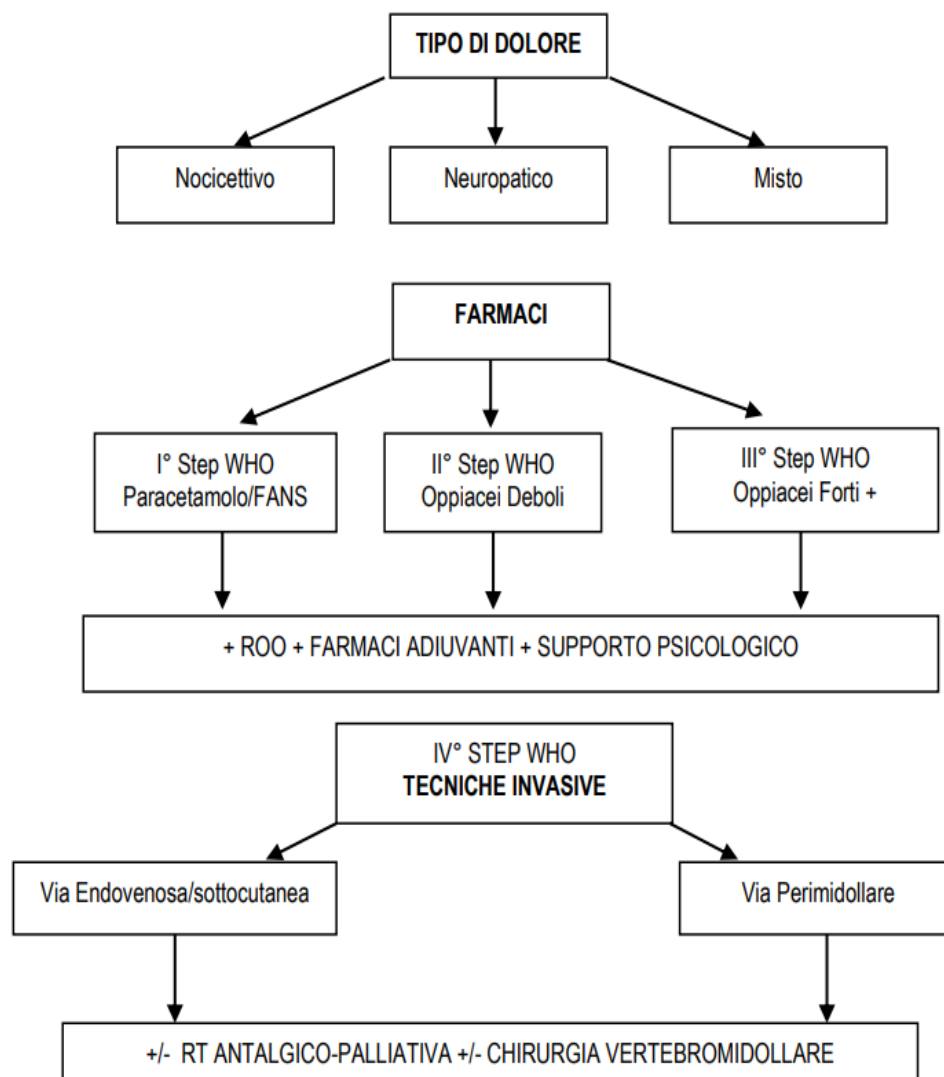 TIPO DI DOLORE
Nocicettivo
Neuropatico
Misto
FARMACI
I° Step WHO
Paracetamolo/FANS
II° Step WHO
Oppiacei Deboli
III° Step WHO
Oppiacei Forti +
+ ROO + FARMACI ADIUVANTI + SUPPORTO PSICOLOGICO
IV° STEP WHO
TECNICHE INVASIVE
Via Endovenosa/sottocutanea
Via Perimidollare
+/- RT ANTALGICO-PALLIATIVA +/- CHIRURGIA VERTEBROMIDOLLARE